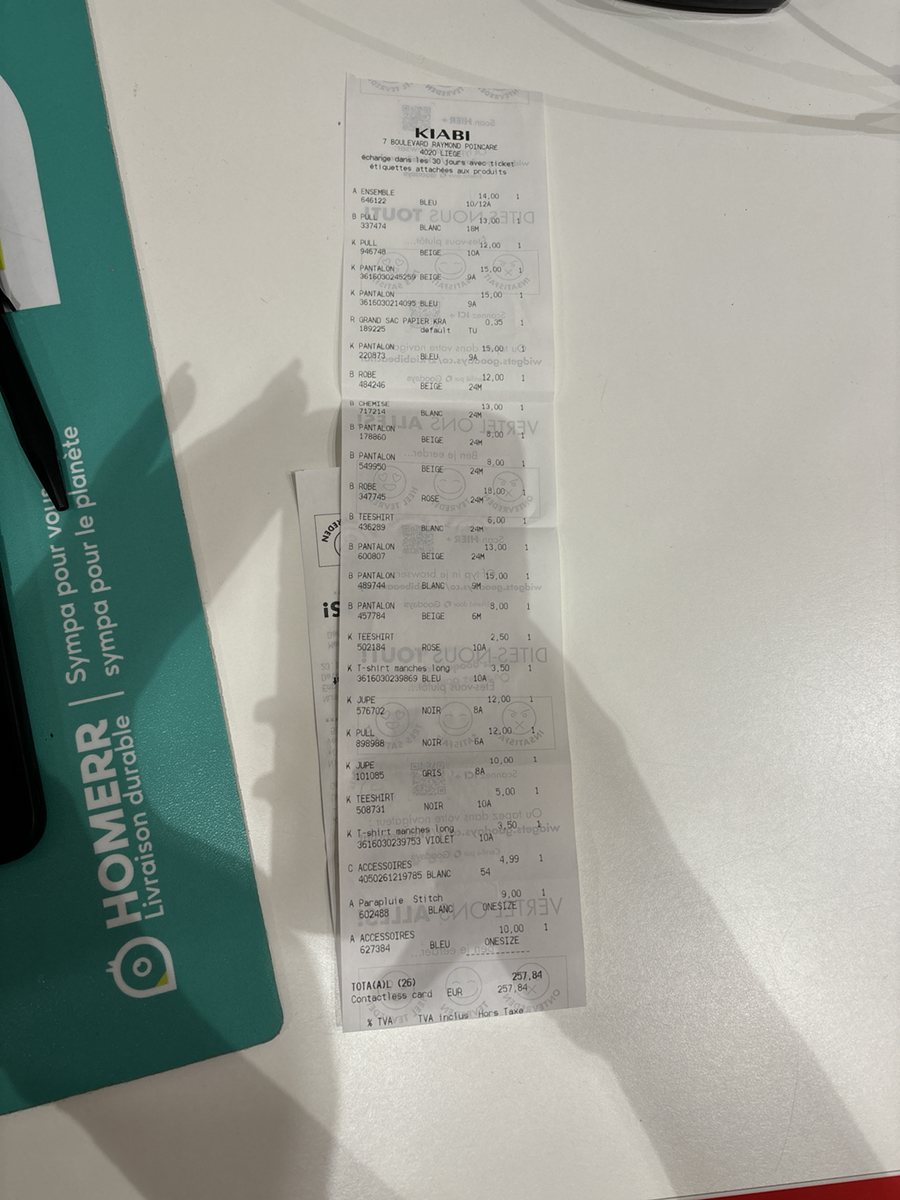 KIABI
7 BOULEVARD RAYMOND POINCARE
4020 LIEGE
échange dans les 30 jours avec ticket
étiquettes attachées aux produits
A ENSEMBLE 14,00 1
646122 BLEU 10/12A
B PULL 13,00 1
337474 BLANC 18M
K PULL 12,00 1
946748 BEIGE 10A
K PANTALON 15,00 1
3616030245259 BEIGE 9A
K PANTALON 15,00 1
3616030214095 BLEU 9A
R GRAND SAC PAPIER KRA 0,35 1
189225 default TU
K PANTALON 15,00 1
220873 BLEU 9A
B ROBE 12,00 1
484246 BEIGE 24M
B CHEMISE 13,00 1
717214 BLANC 24M
B PANTALON 8,00 1
178860 BEIGE 24M
B PANTALON 8,00 1
549950 BEIGE 24M
B ROBE 18,00 1
347745 ROSE 24M
B TEESHIRT 6,00 1
436289 BLANC 24M
B PANTALON 13,00 1
600807 BEIGE 24M
B PANTALON 15,00 1
489744 BLANC 9M
B PANTALON 8,00 1
457784 BEIGE 6M
K TEESHIRT 2,50 1
502184 ROSE 10A
K T-shirt manches long 3,50 1
3616030239869 BLEU 10A
K JUPE 12,00 1
576702 NOIR 8A
K PULL 12,00 1
898988 NOIR 6A
K JUPE 10,00 1
101085 GRIS 8A
K TEESHIRT 5,00 1
508731 NOIR 10A
K T-shirt manches long 3,50 1
3616030239753 VIOLET 10A
C ACCESSOIRES 4,99 1
4050261219785 BLANC 54
A Parapluie Stitch 9,00 1
602488 BLANC ONESIZE
A ACCESSOIRES 10,00 1
627384 BLEU ONESIZE
TOTA(A)L (26) 257,84
Contactless card EUR 257,84
% TVA TVA inclus Hors Taxe
HOMERR | Sympa pour vous,
Livraison durable | sympa pour le planète